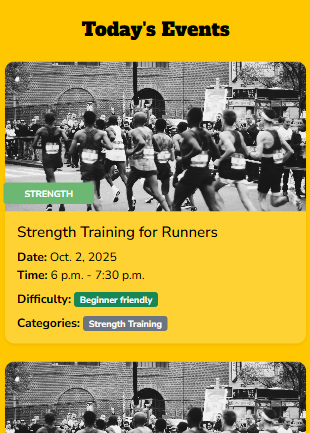 Today's Events
STRENGTH
Strength Training for Runners
Date: Oct. 2, 2025
Time: 6 p.m. - 7:30 p.m.
Difficulty: Beginner friendly
Categories: Strength Training